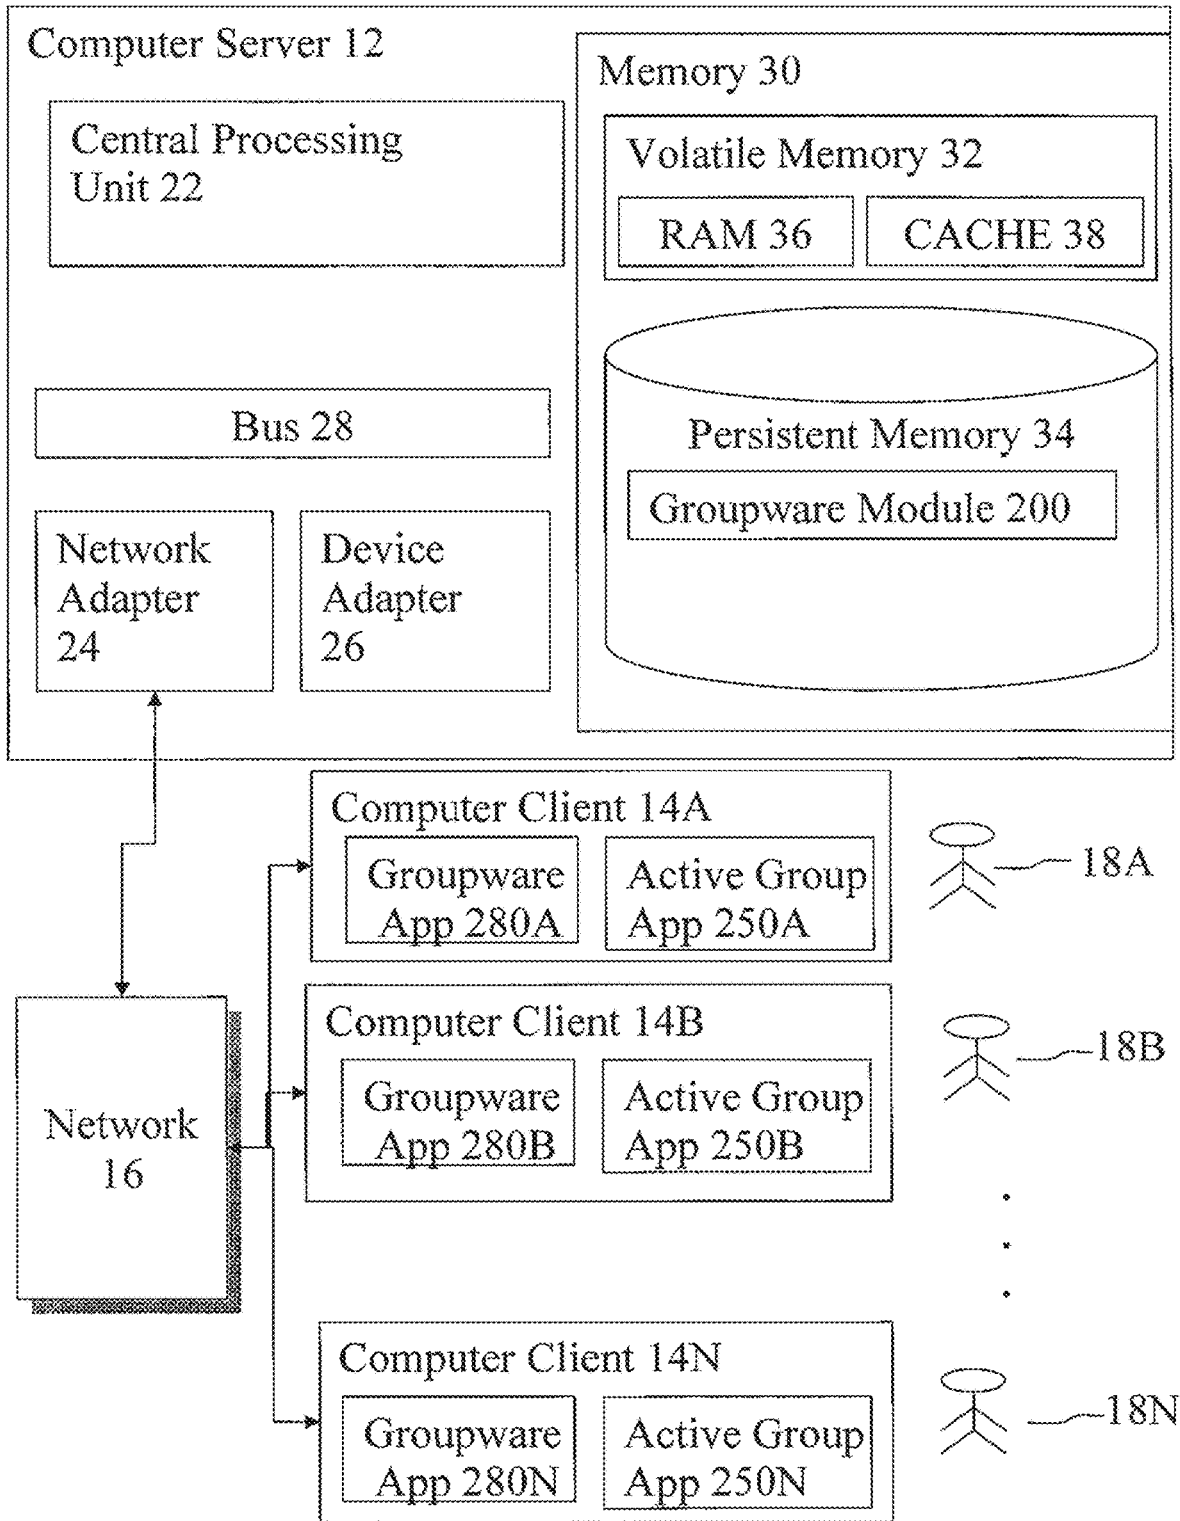 Computer Server 12
Central Processing
Unit 22
Bus 28
Network
Adapter
24
Device
Adapter
26
Memory 30
Volatile Memory 32
RAM 36
CACHE 38
Persistent Memory 34
Groupware Module 200
Network
16
Computer Client 14A
Groupware
App 280A
Active Group
App 250A
18A
Computer Client 14B
Groupware
App 280B
Active Group
App 250B
18B
Computer Client 14N
Groupware
App 280N
Active Group
App 250N
18N